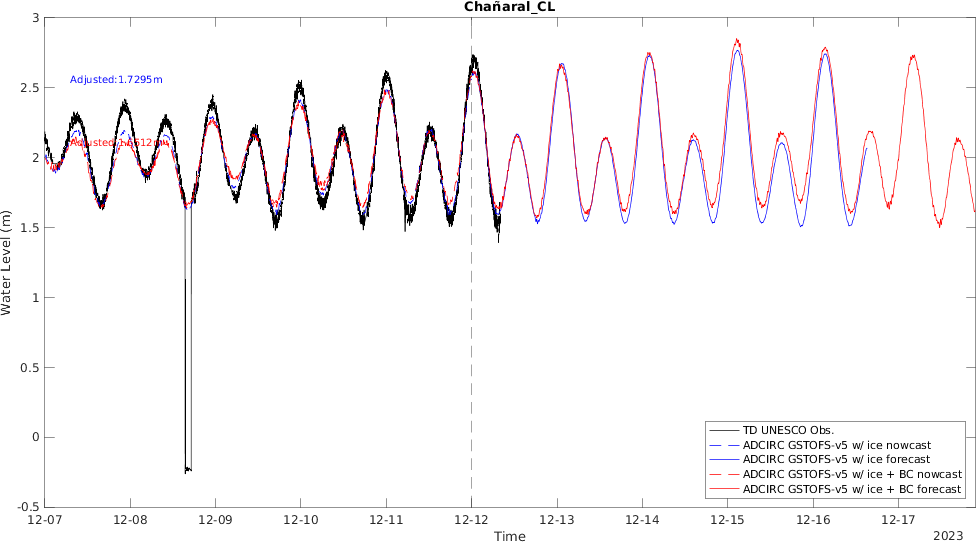 Chañaral_CL
3
2.5
2
1.5
1
0.5
0
-0.5
Water Level (m)
Adjusted:1.7295m
TD UNESCO Obs.
ADCIRC GSTOFS-v5 w/ ice nowcast
ADCIRC GSTOFS-v5 w/ ice forecast
ADCIRC GSTOFS-v5 w/ ice + BC nowcast
ADCIRC GSTOFS-v5 w/ ice + BC forecast
12-07 12-08 12-09 12-10 12-11 12-12 12-13 12-14 12-15 12-16 12-17
Time
2023